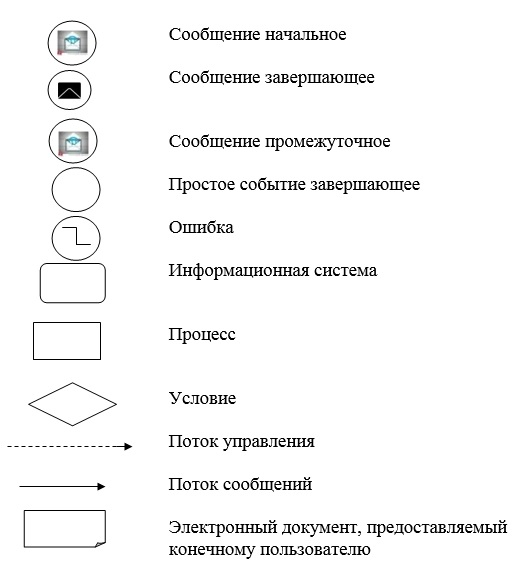 Сообщение начальное
Сообщение завершающее
Сообщение промежуточное
Простое событие завершающее
Ошибка
Информационная система
Процесс
Условие
Поток управления
Поток сообщений
Электронный документ, предоставляемый
конечному пользователю